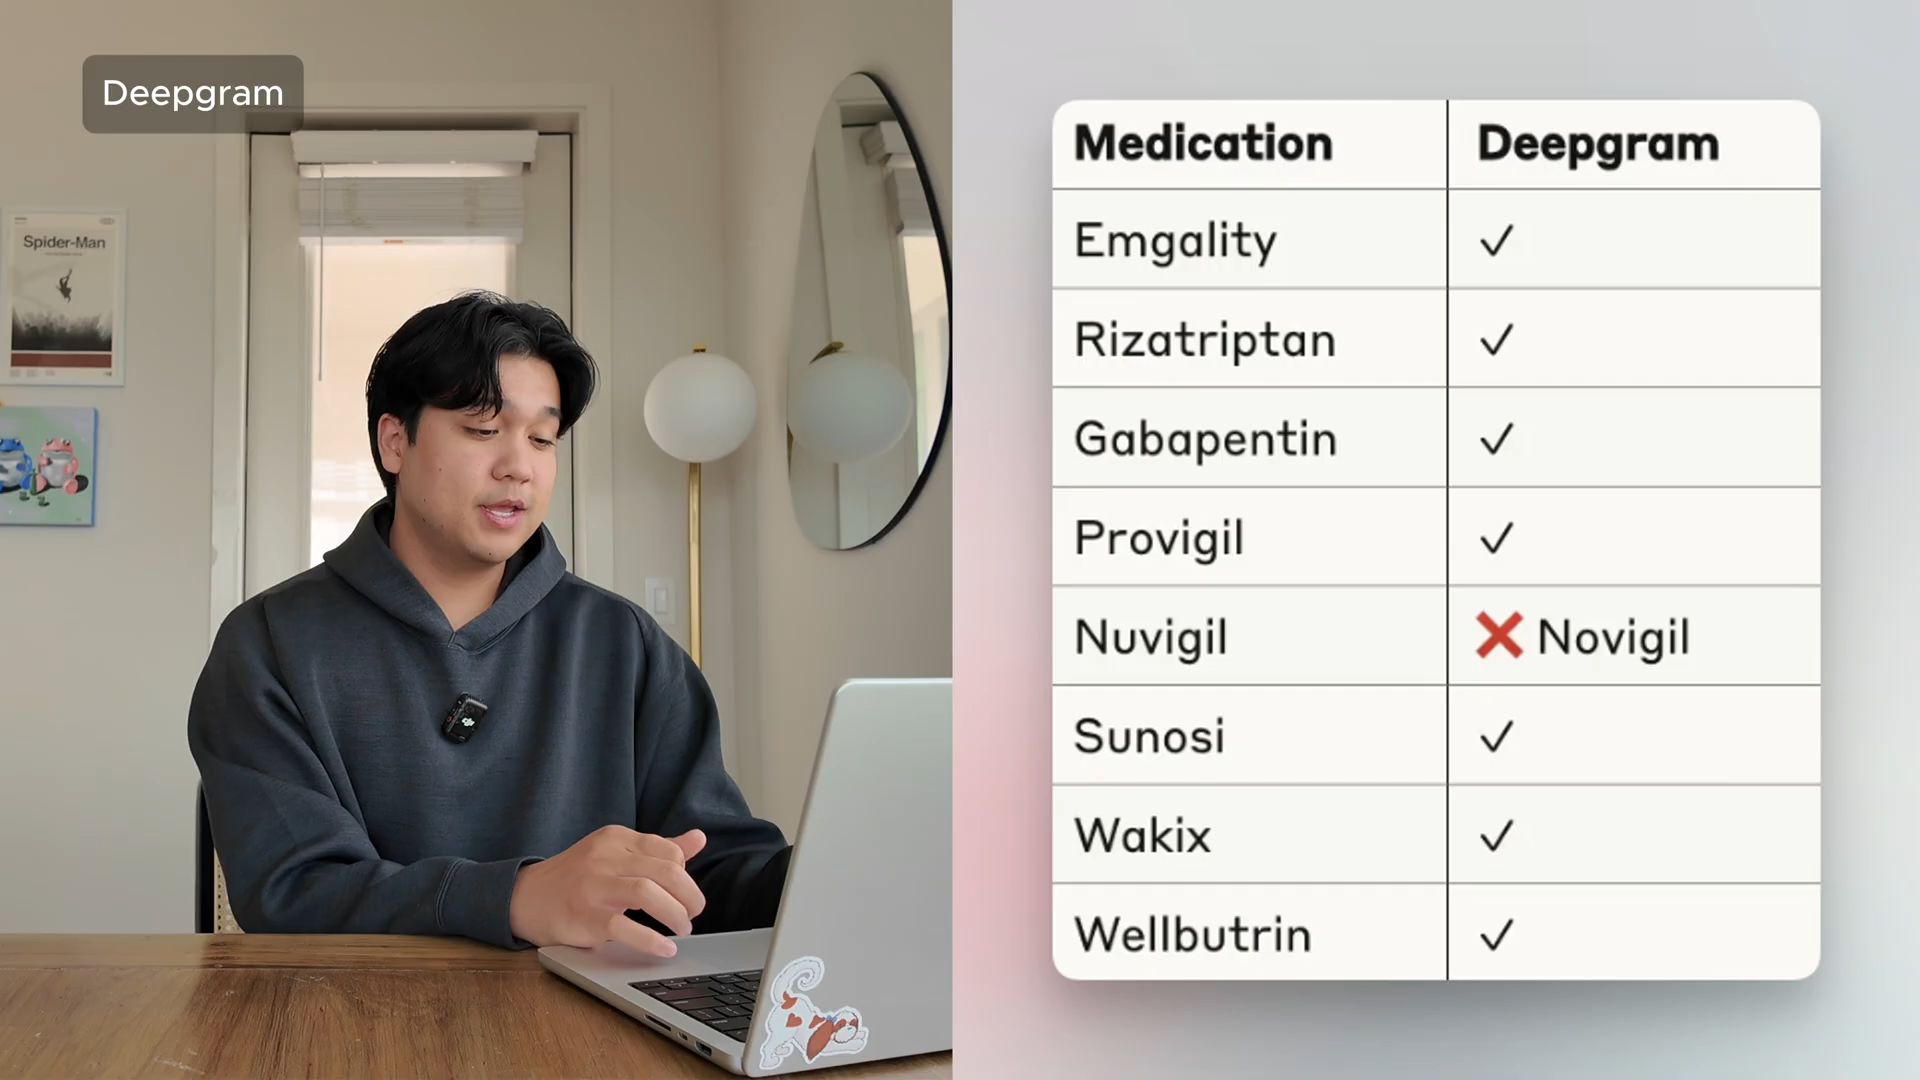 Deepgram
Spider-Man
Medication Deepgram
Emgality ✓
Rizatriptan ✓
Gabapentin ✓
Provigil ✓
Nuvigil ❌ Novigil
Sunosi ✓
Wakix ✓
Wellbutrin ✓